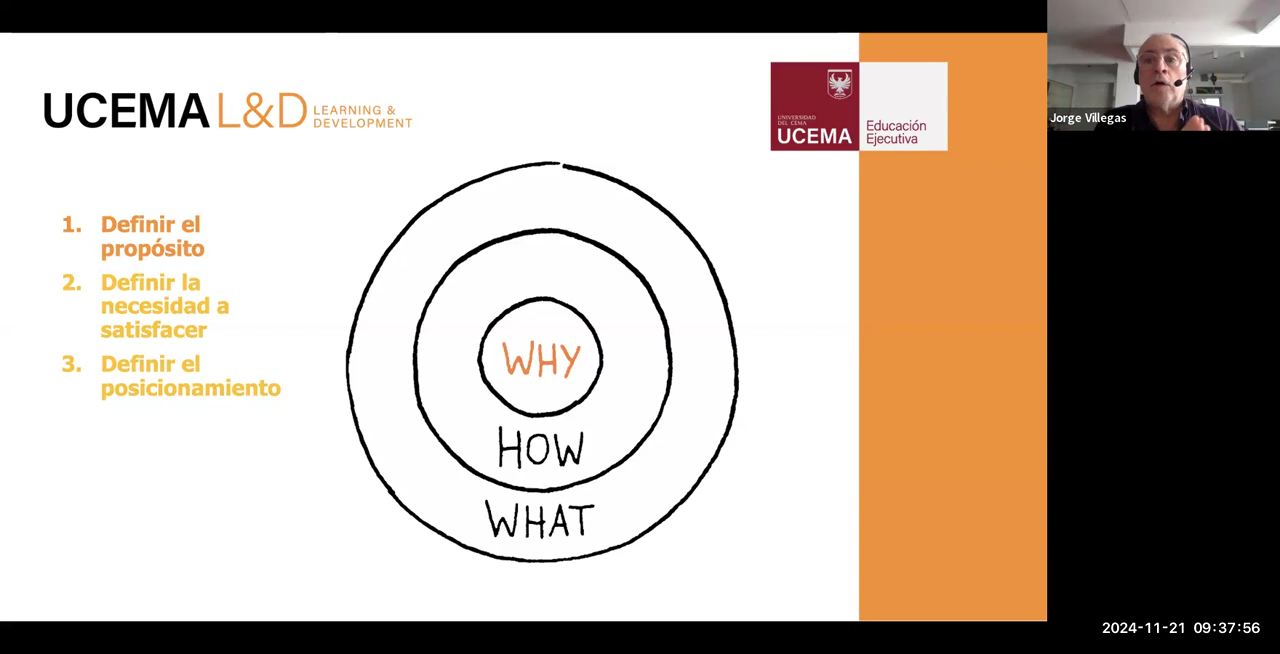 UCEMA L&D LEARNING &
DEVELOPMENT
UNIVERSIDAD
DEL CEMA
UCEMA
Educación
Ejecutiva
Jorge Villegas
1. Definir el
propósito
2. Definir la
necesidad a
satisfacer
3. Definir el
posicionamiento
WHY
HOW
WHAT
2024-11-21 09:37:56